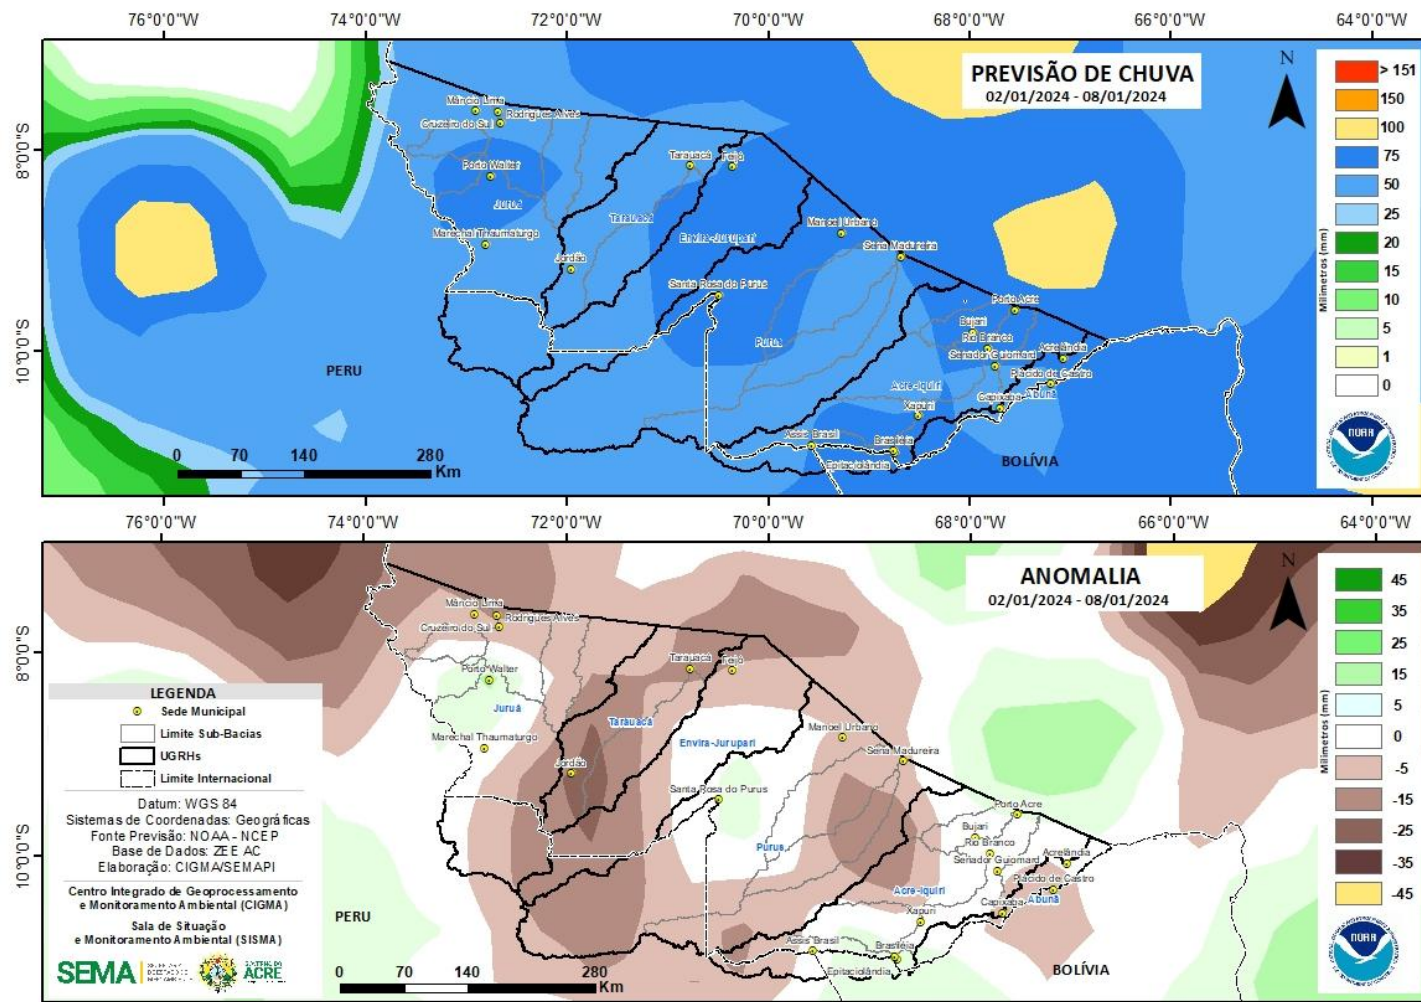 76°0'0"W 74°0'0"W 72°0'0"W 70°0'0"W 68°0'0"W 66°0'0"W 64°0'0"W
8°0'0"S
10°0'0"S
PREVISÃO DE CHUVA
02/01/2024 - 08/01/2024
N
Milímetros (mm)
> 151
150
100
75
50
25
20
15
10
5
1
0
NOAA
Mâncio Lima
Rodrigues Alves
Cruzeiro do Sul
Porto Walter
Juruá
Marechal Thaumaturgo
Tarauacá
Feijó
Tarauacá
Jordão
Envira-Jurupari
Manoel Urbano
Sena Madureira
Santa Rosa do Purus
Purus
Porto Acre
Bujari
Rio Branco
Acrelândia
Senador Guiomard
Plácido de Castro
Acre-Iquiri
Abunã
Capixaba
Xapuri
Assis Brasil
Brasiléia
Epitaciolândia
PERU
BOLÍVIA
0 70 140 280
Km
76°0'0"W 74°0'0"W 72°0'0"W 70°0'0"W 68°0'0"W 66°0'0"W 64°0'0"W
8°0'0"S
10°0'0"S
ANOMALIA
02/01/2024 - 08/01/2024
N
Milímetros (mm)
45
35
25
15
5
0
-5
-15
-25
-35
-45
NOAA
Mâncio Lima
Rodrigues Alves
Cruzeiro do Sul
Porto Walter
Juruá
Marechal Thaumaturgo
Tarauacá
Feijó
Tarauacá
Jordão
Envira-Jurupari
Manoel Urbano
Sena Madureira
Santa Rosa do Purus
Purus
Porto Acre
Bujari
Rio Branco
Acrelândia
Senador Guiomard
Plácido de Castro
Acre-Iquiri
Abunã
Capixaba
Xapuri
Assis Brasil
Brasiléia
Epitaciolândia
PERU
BOLÍVIA
0 70 140 280
Km
LEGENDA
Sede Municipal
Limite Sub-Bacias
UGRHs
Limite Internacional
Datum: WGS 84
Sistemas de Coordenadas: Geográficas
Fonte Previsão: NOAA - NCEP
Base de Dados: ZEE AC
Elaboração: CIGMA/SEMAPI
Centro Integrado de Geoprocessamento
e Monitoramento Ambiental (CIGMA)
Sala de Situação
e Monitoramento Ambiental (SISMA)
SEMA
ACRE